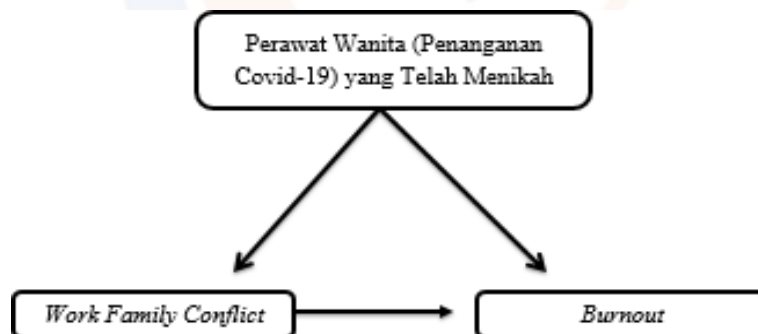 Perawat Wanita (Penanganan
Covid-19) yang Telah Menikah
Work Family Conflict
Burnout